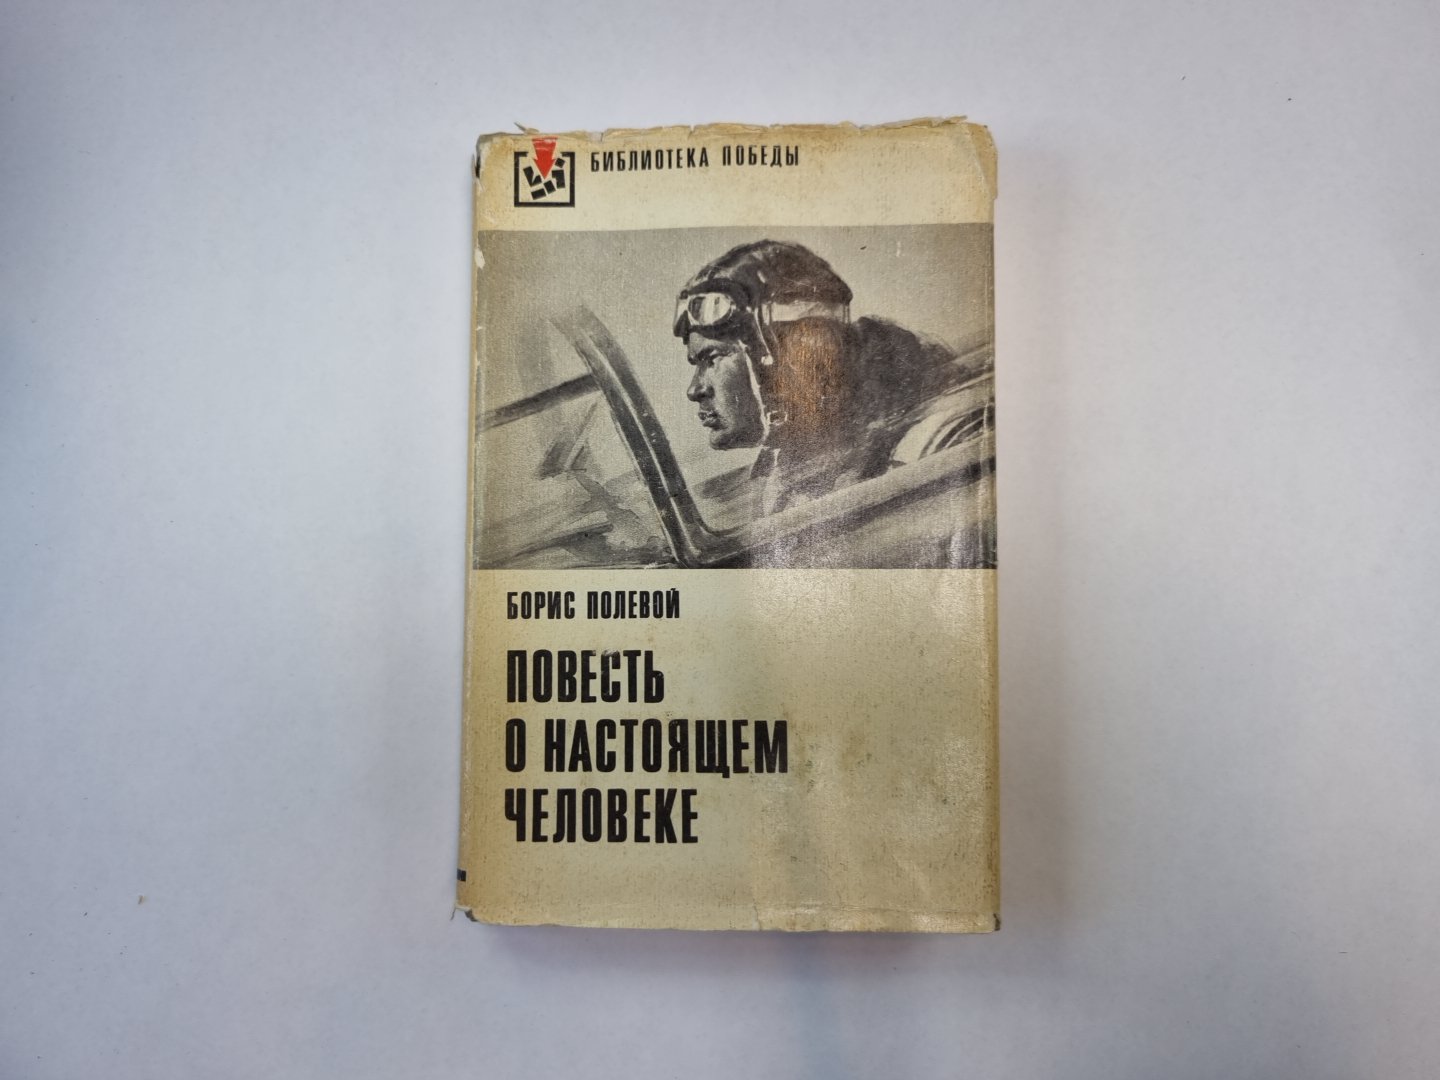 БИБЛИОТЕКА ПОБЕДЫ
БОРИС ПОЛЕВОЙ
ПОВЕСТЬ
О НАСТОЯЩЕМ
ЧЕЛОВЕКЕ